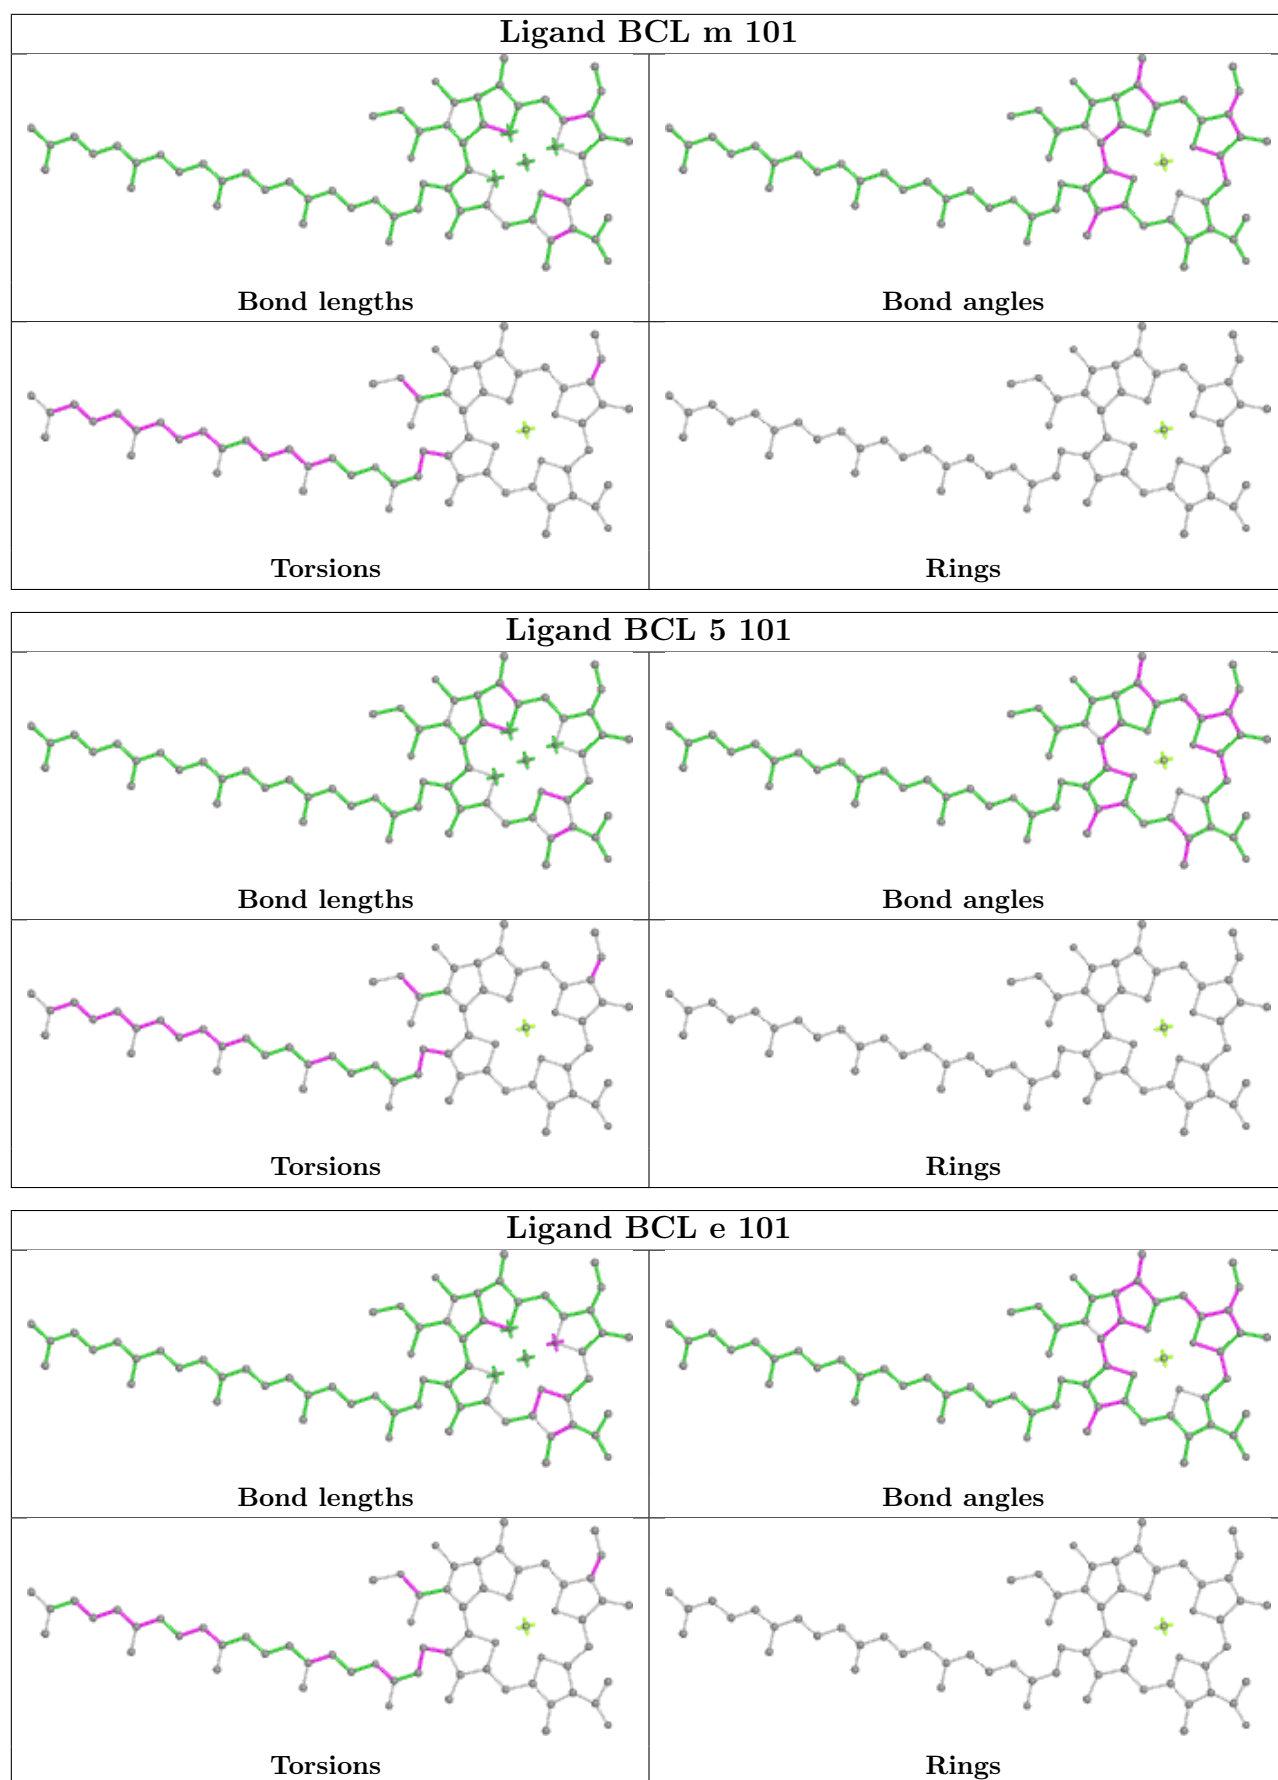 Ligand BCL m 101
Bond lengths
Bond angles
Torsions
Rings
Ligand BCL 5 101
Bond lengths
Bond angles
Torsions
Rings
Ligand BCL e 101
Bond lengths
Bond angles
Torsions
Rings